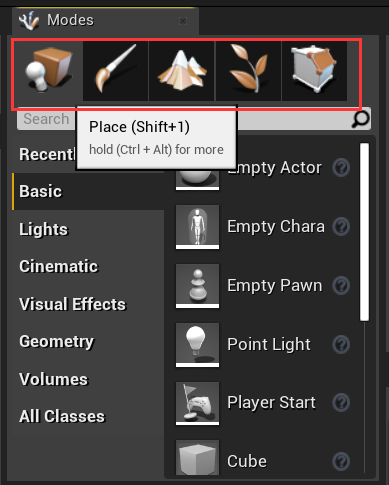 Modes
Search
Place (Shift+1)
hold (Ctrl + Alt) for more
Basic
Lights
Cinematic
Visual Effects
Geometry
Volumes
All Classes
Empty Actor
Empty Chara
Empty Pawn
Point Light
Player Start
Cube